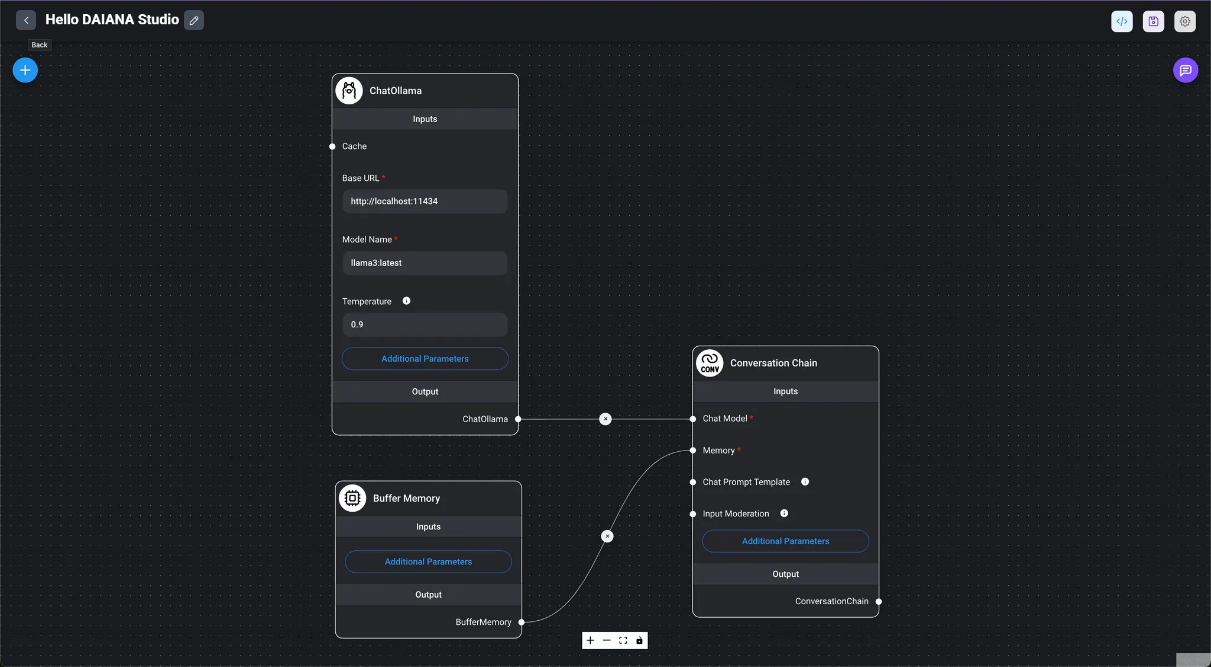 Hello DAIANA Studio
Back
ChatOllama
Inputs
Cache
Base URL *
http://localhost:11434
Model Name *
llama3:latest
Temperature
0.9
Additional Parameters
Output
ChatOllama
Buffer Memory
Inputs
Additional Parameters
Output
BufferMemory
CONV
Conversation Chain
Inputs
Chat Model *
Memory *
Chat Prompt Template
Input Moderation
Additional Parameters
Output
ConversationChain